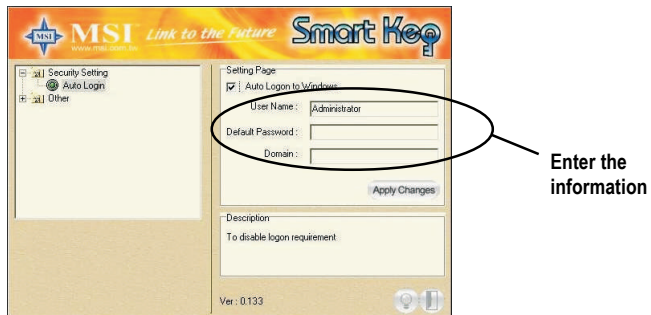 MSI Link to the Future Smart Key
MSI
www.msi.com.tw
Security Setting
Auto Login
Other
Setting Page
Auto Logon to Windows
User Name : Administrator
Default Password :
Domain :
Apply Changes
Description
To disable logon requirement
Ver : 0.133
Enter the
information